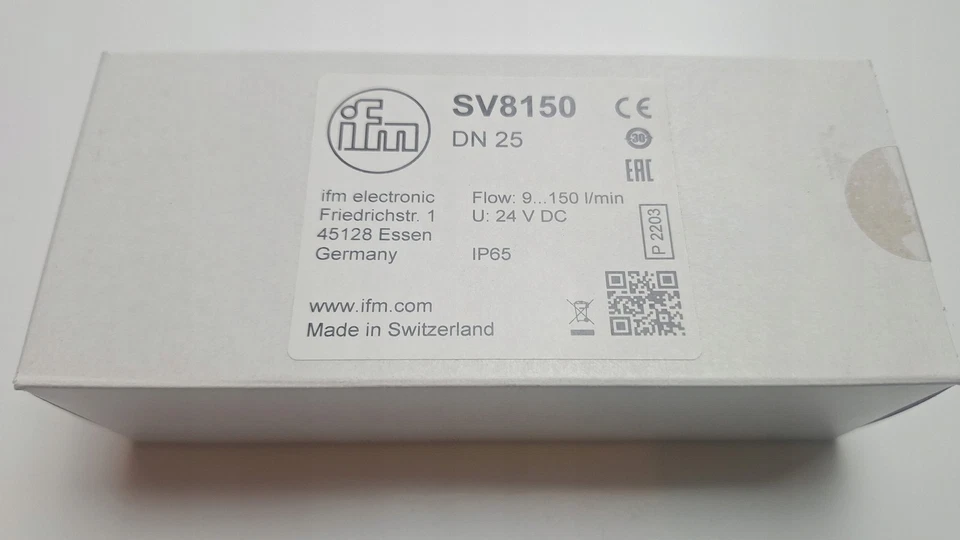 ifm
SV8150
DN 25
CE
30
EAC
ifm electronic
Friedrichstr. 1
45128 Essen
Germany
Flow: 9...150 l/min
U: 24 V DC
IP65
P 2203
www.ifm.com
Made in Switzerland